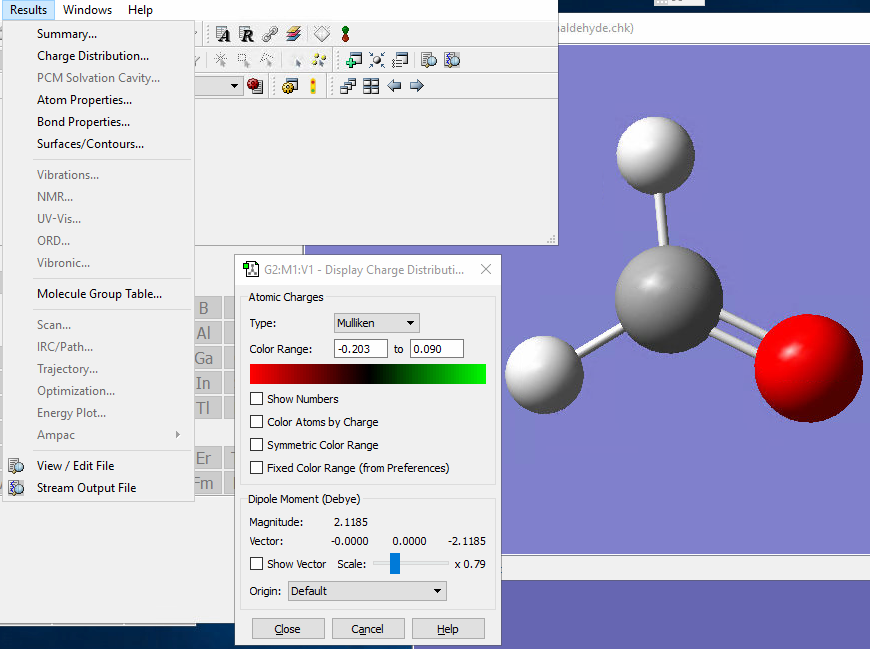 Results Windows Help
aldehyde.chk)
Summary...
Charge Distribution...
PCM Solvation Cavity...
Atom Properties...
Bond Properties...
Surfaces/Contours...
Vibrations...
NMR...
UV-Vis...
ORD...
Vibronic...
Molecule Group Table...
Scan...
IRC/Path...
Trajectory...
Optimization...
Energy Plot...
Ampac
View / Edit File
Stream Output File
A R
B
Al
Ga
In
Tl
Er
Fm
G2:M1:V1 - Display Charge Distributi...
Atomic Charges
Type: Mulliken
Color Range: -0.203 to 0.090
Show Numbers
Color Atoms by Charge
Symmetric Color Range
Fixed Color Range (from Preferences)
Dipole Moment (Debye)
Magnitude: 2.1185
Vector: -0.0000 0.0000 -2.1185
Show Vector Scale: x 0.79
Origin: Default
Close Cancel Help